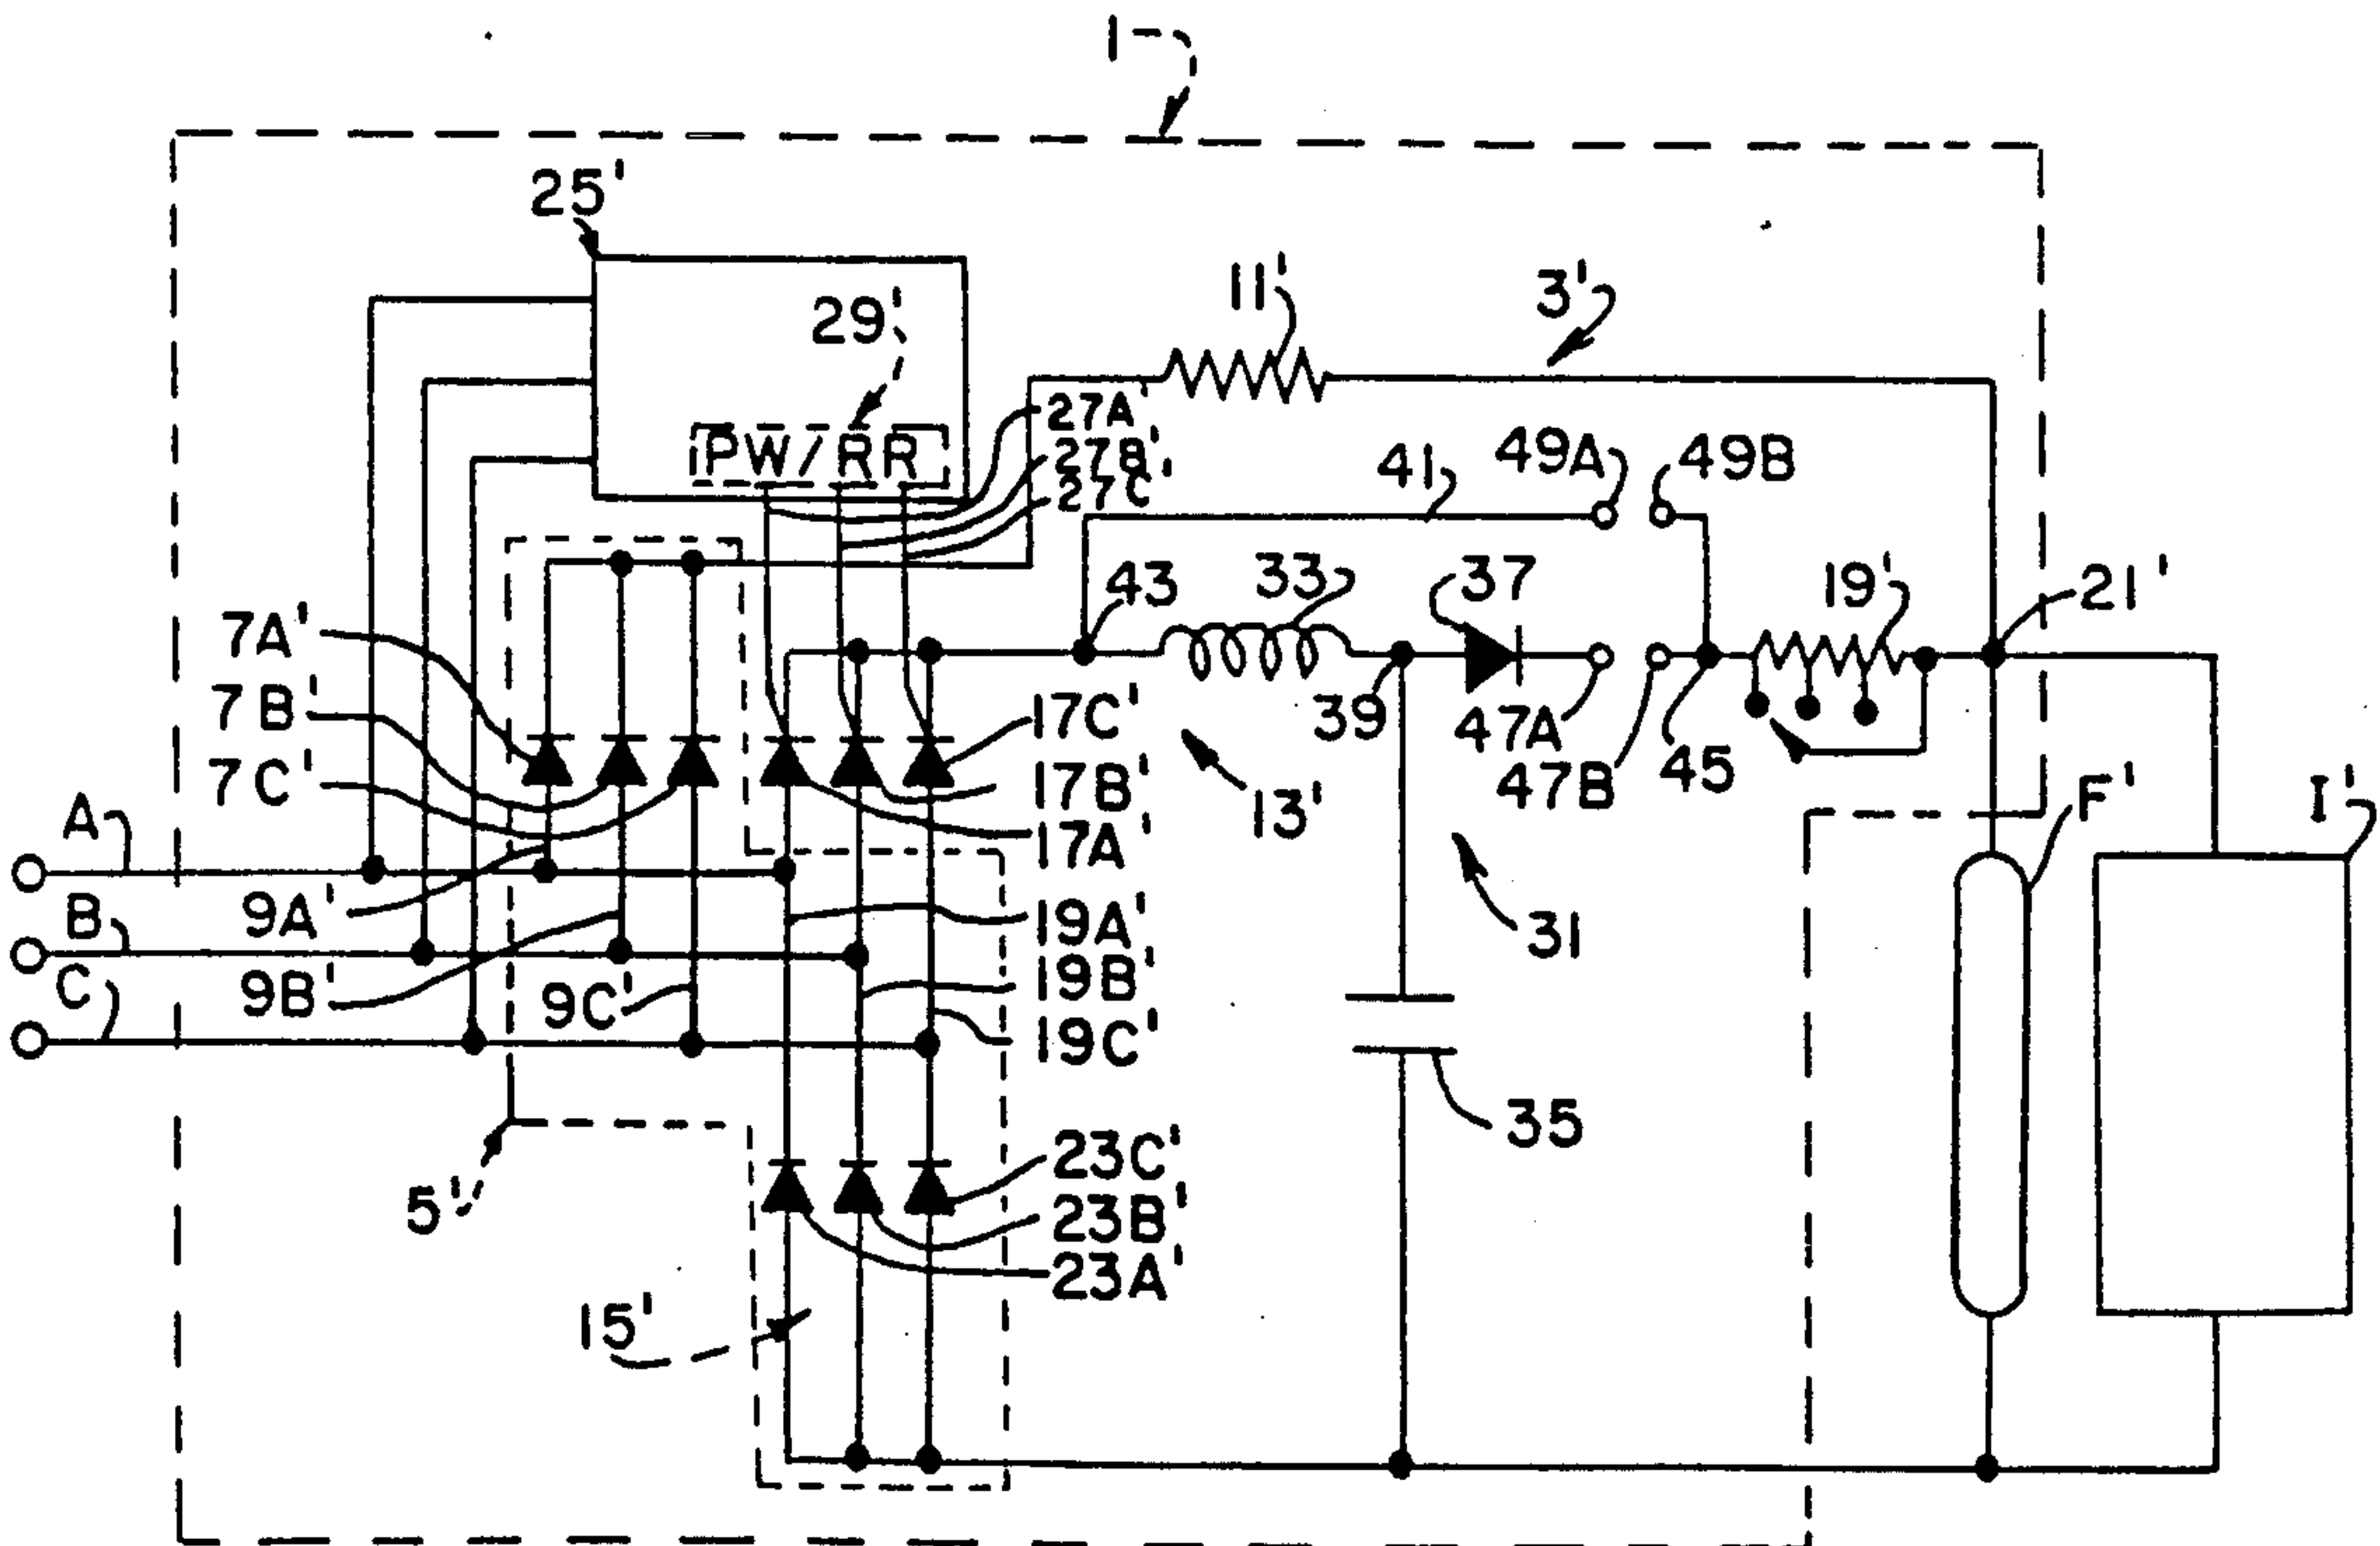 1
25'
29'
11'
3'
PW/RR
27A'
27B'
27C'
41
49A
49B
43
33
37
19'
21'
7A'
7B'
7C'
39
47A
47B
45
17C'
17B'
17A'
13'
31
F'
I'
A
B
C
9A'
9B'
9C'
19A'
19B'
19C'
35
5'
23C'
23B'
23A'
15'